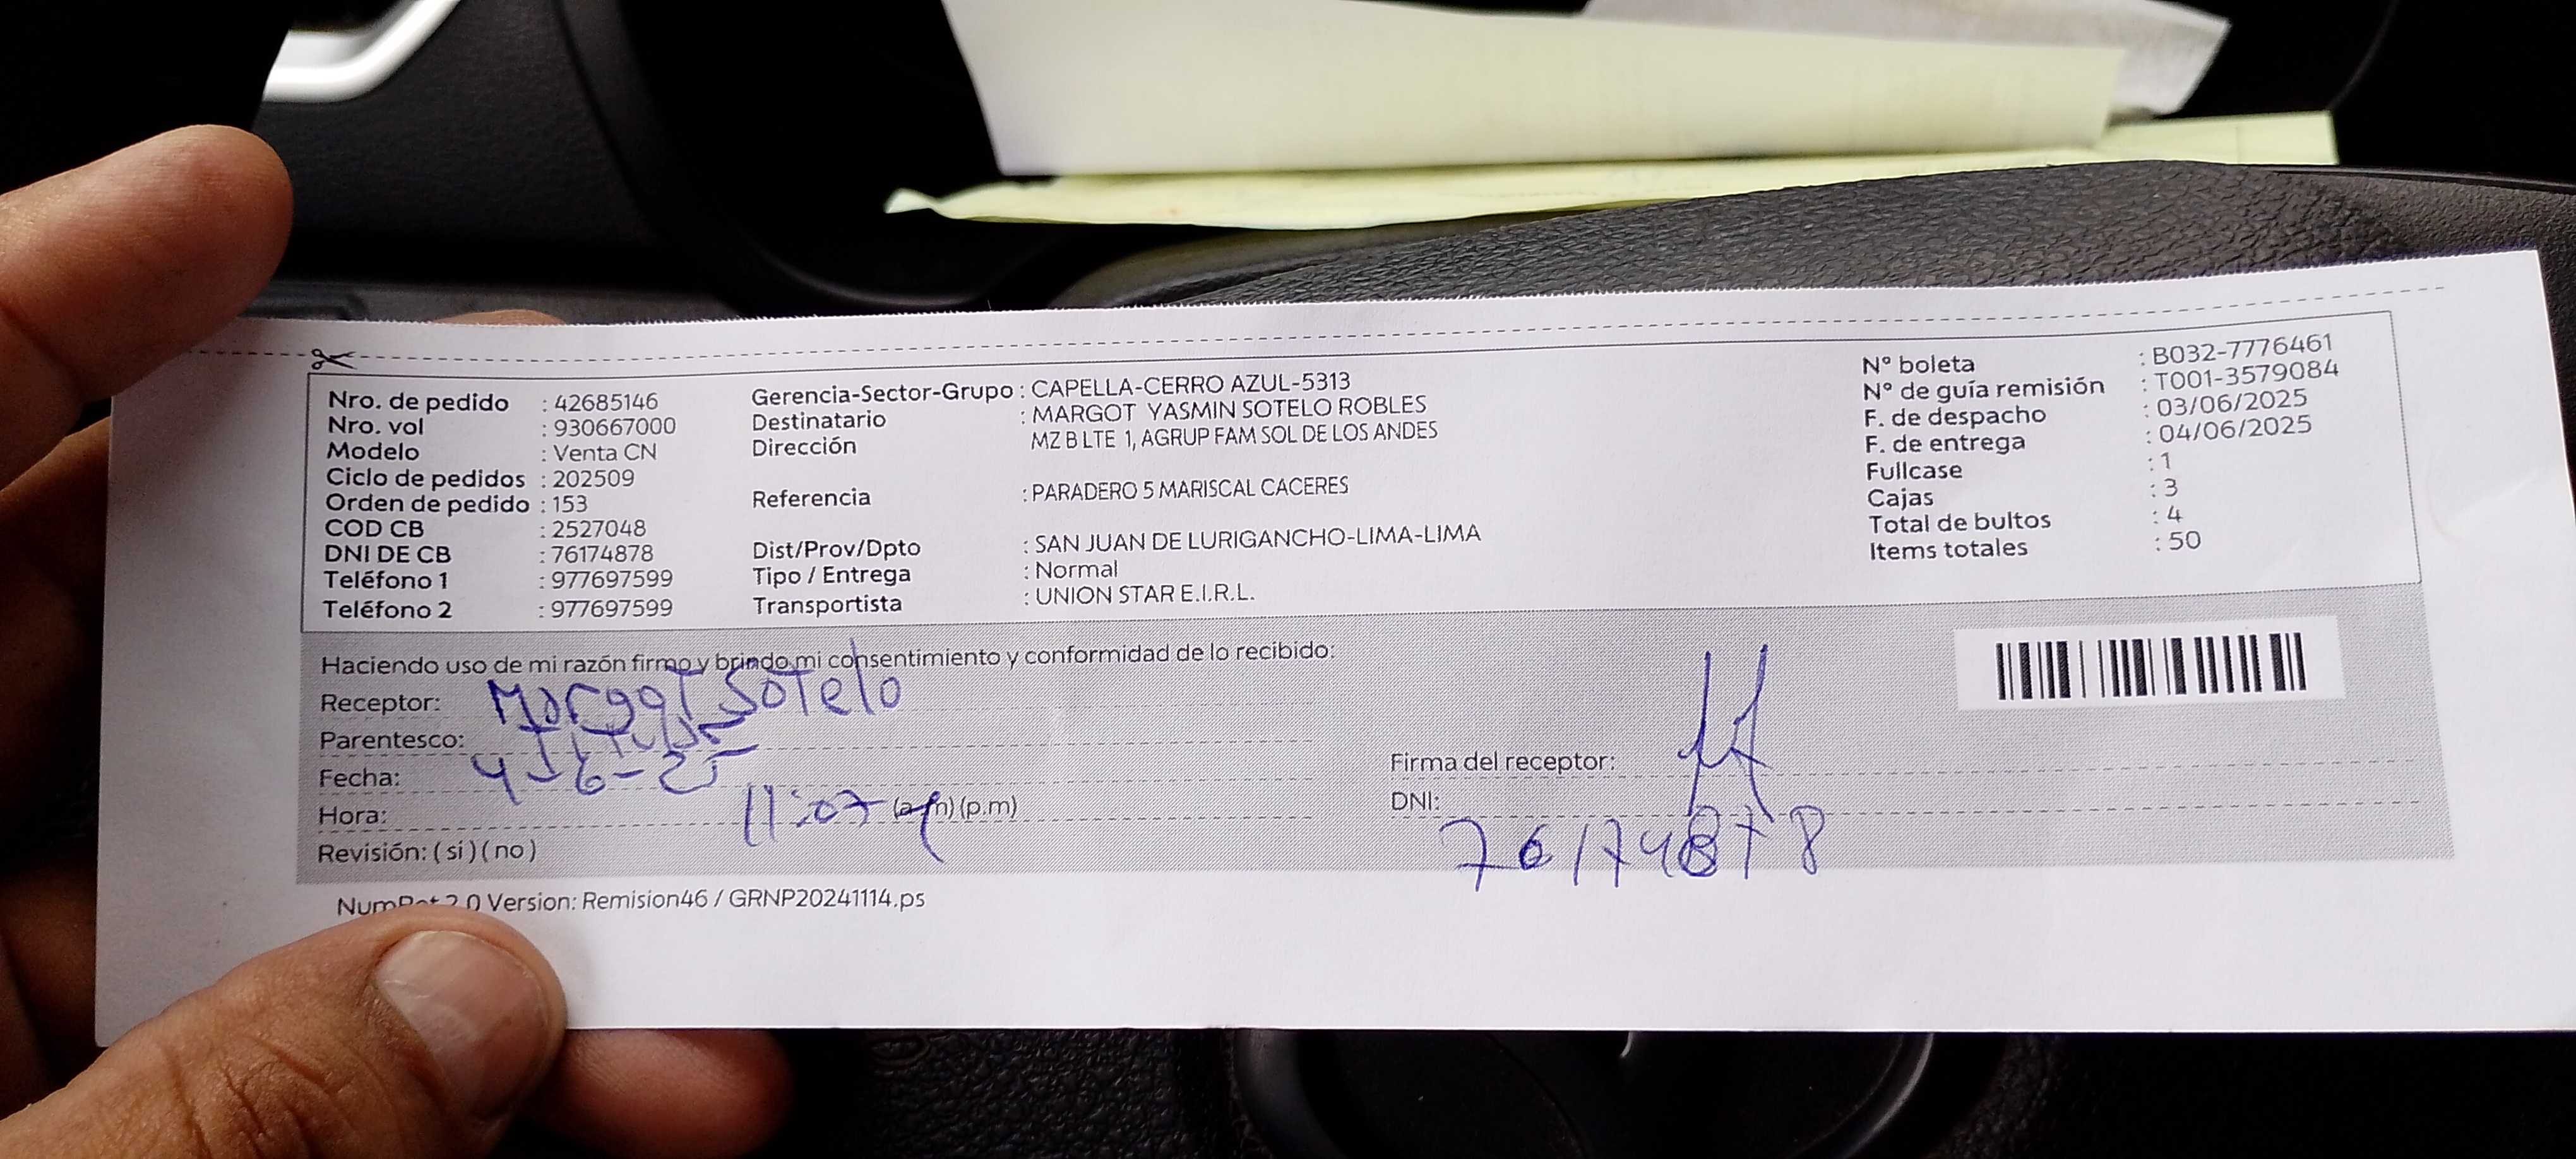 Nro. de pedido : 42685146
Nro. vol : 930667000
Modelo : Venta CN
Ciclo de pedidos : 202509
Orden de pedido : 153
COD CB : 2527048
DNI DE CB : 76174878
Teléfono 1 : 977697599
Teléfono 2 : 977697599
Gerencia-Sector-Grupo : CAPELLA-CERRO AZUL-5313
Destinatario : MARGOT YASMIN SOTELO ROBLES
Dirección MZ B LTE 1, AGRUP FAM SOL DE LOS ANDES
Referencia : PARADERO 5 MARISCAL CACERES
Dist/Prov/Dpto : SAN JUAN DE LURIGANCHO-LIMA-LIMA
Tipo / Entrega : Normal
Transportista : UNION STAR E.I.R.L.
N° boleta : B032-7776461
N° de guía remisión : T001-3579084
F. de despacho : 03/06/2025
F. de entrega : 04/06/2025
Fullcase : 1
Cajas : 3
Total de bultos : 4
Items totales : 50
Haciendo uso de mi razón firmo y brindo mi consentimiento y conformidad de lo recibido:
Receptor: Margot Sotelo
Parentesco:
Fecha: 4-6-25
Hora: 11:07 (a.m) (p.m)
Revisión: ( si ) ( no )
Firma del receptor:
DNI: 76174878
2.0 Version: Remision46 / GRNP20241114.ps